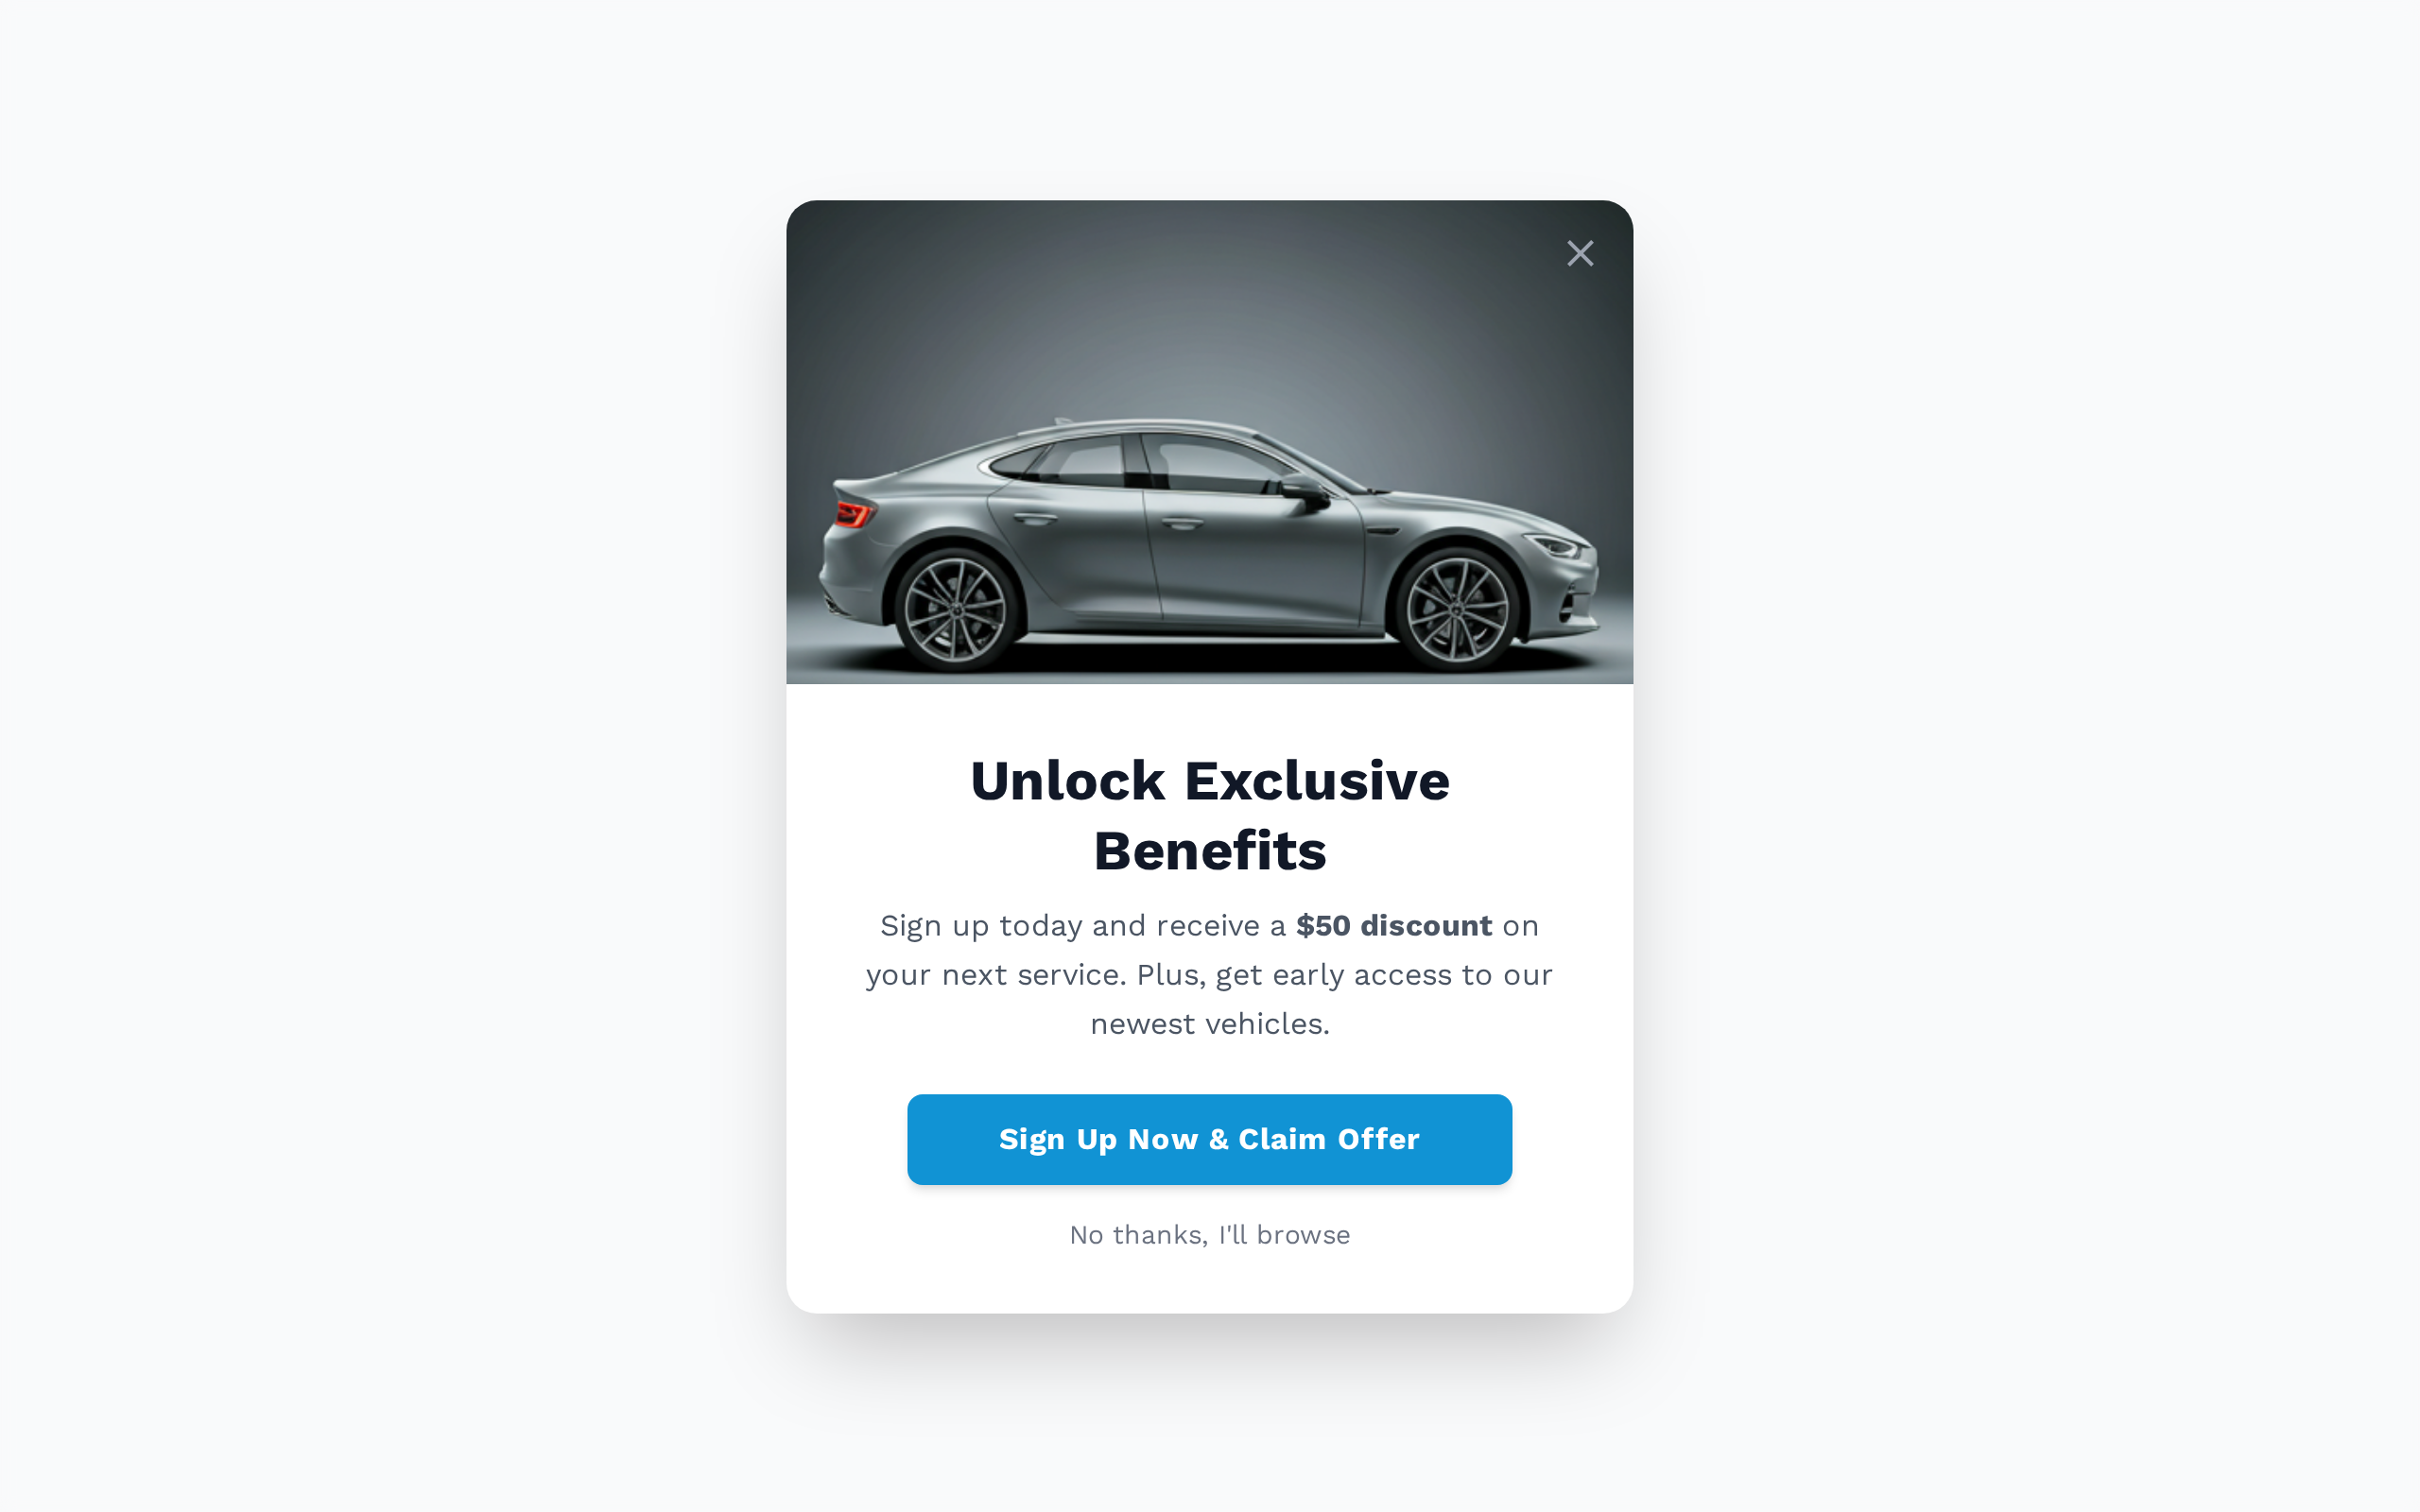 Unlock Exclusive
Benefits
Sign up today and receive a $50 discount on
your next service. Plus, get early access to our
newest vehicles.
Sign Up Now & Claim Offer
No thanks, I'll browse